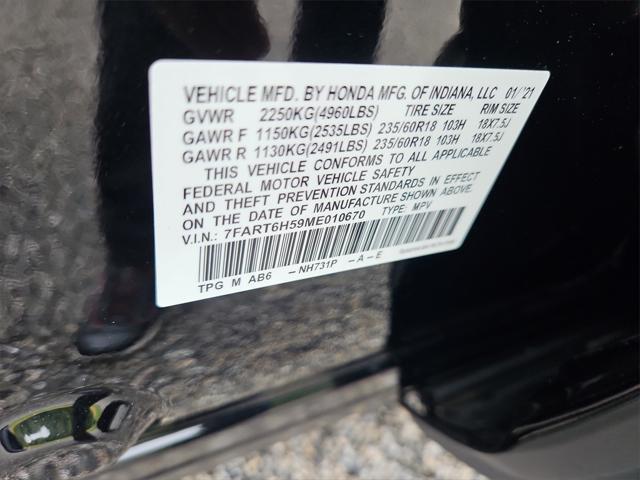 VEHICLE MFD. BY HONDA MFG. OF INDIANA, LLC 01/'21
GVWR 2250KG(4960LBS) TIRE SIZE RIM SIZE
GAWR F 1150KG(2535LBS) 235/60R18 103H 18X7.5J
GAWR R 1130KG(2491LBS) 235/60R18 103H 18X7.5J
THIS VEHICLE CONFORMS TO ALL APPLICABLE
FEDERAL MOTOR VEHICLE SAFETY
AND THEFT PREVENTION STANDARDS IN EFFECT
ON THE DATE OF MANUFACTURE SHOWN ABOVE.
V.I.N.: 7FART6H59ME010670 TYPE: MPV
TPG M AB6 -NH731P -A-E